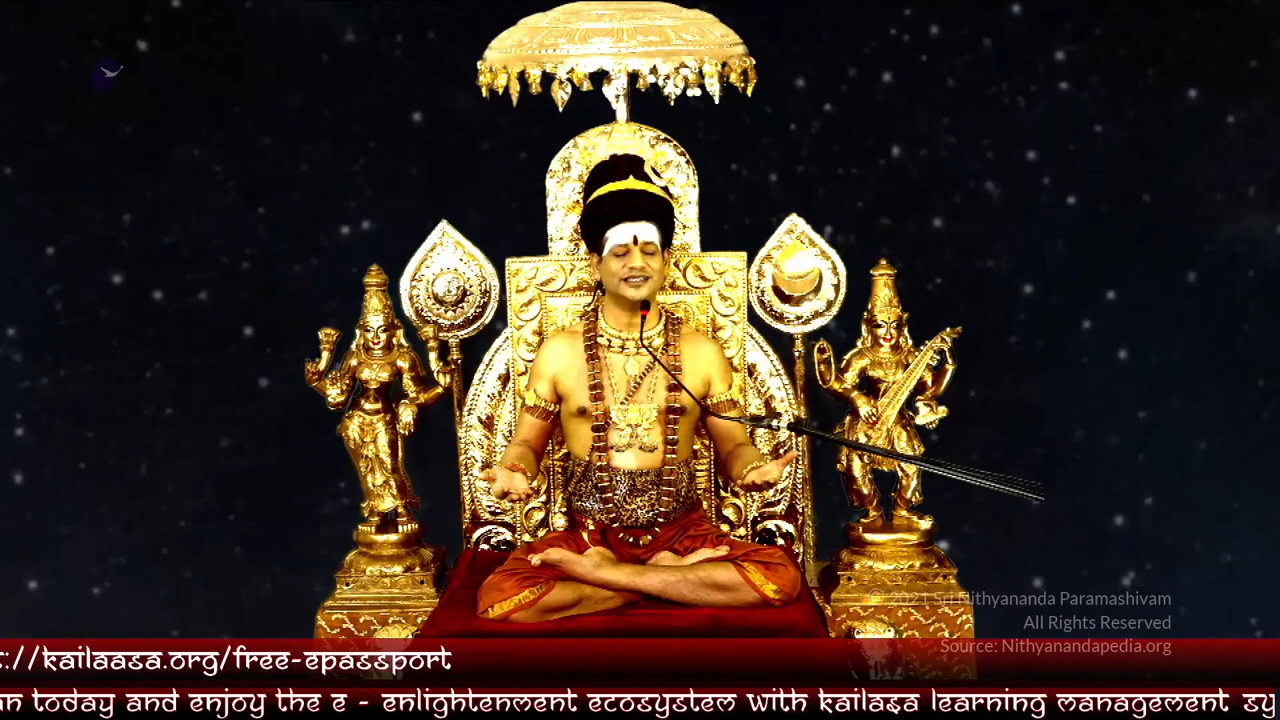 © 2021 Sri Nithyananda Paramashivam
All Rights Reserved
Source: Nithyanandapedia.org
://kailaasa.org/free-epassport
today and enjoy the e - enlightenment ecosystem with kailasa learning management